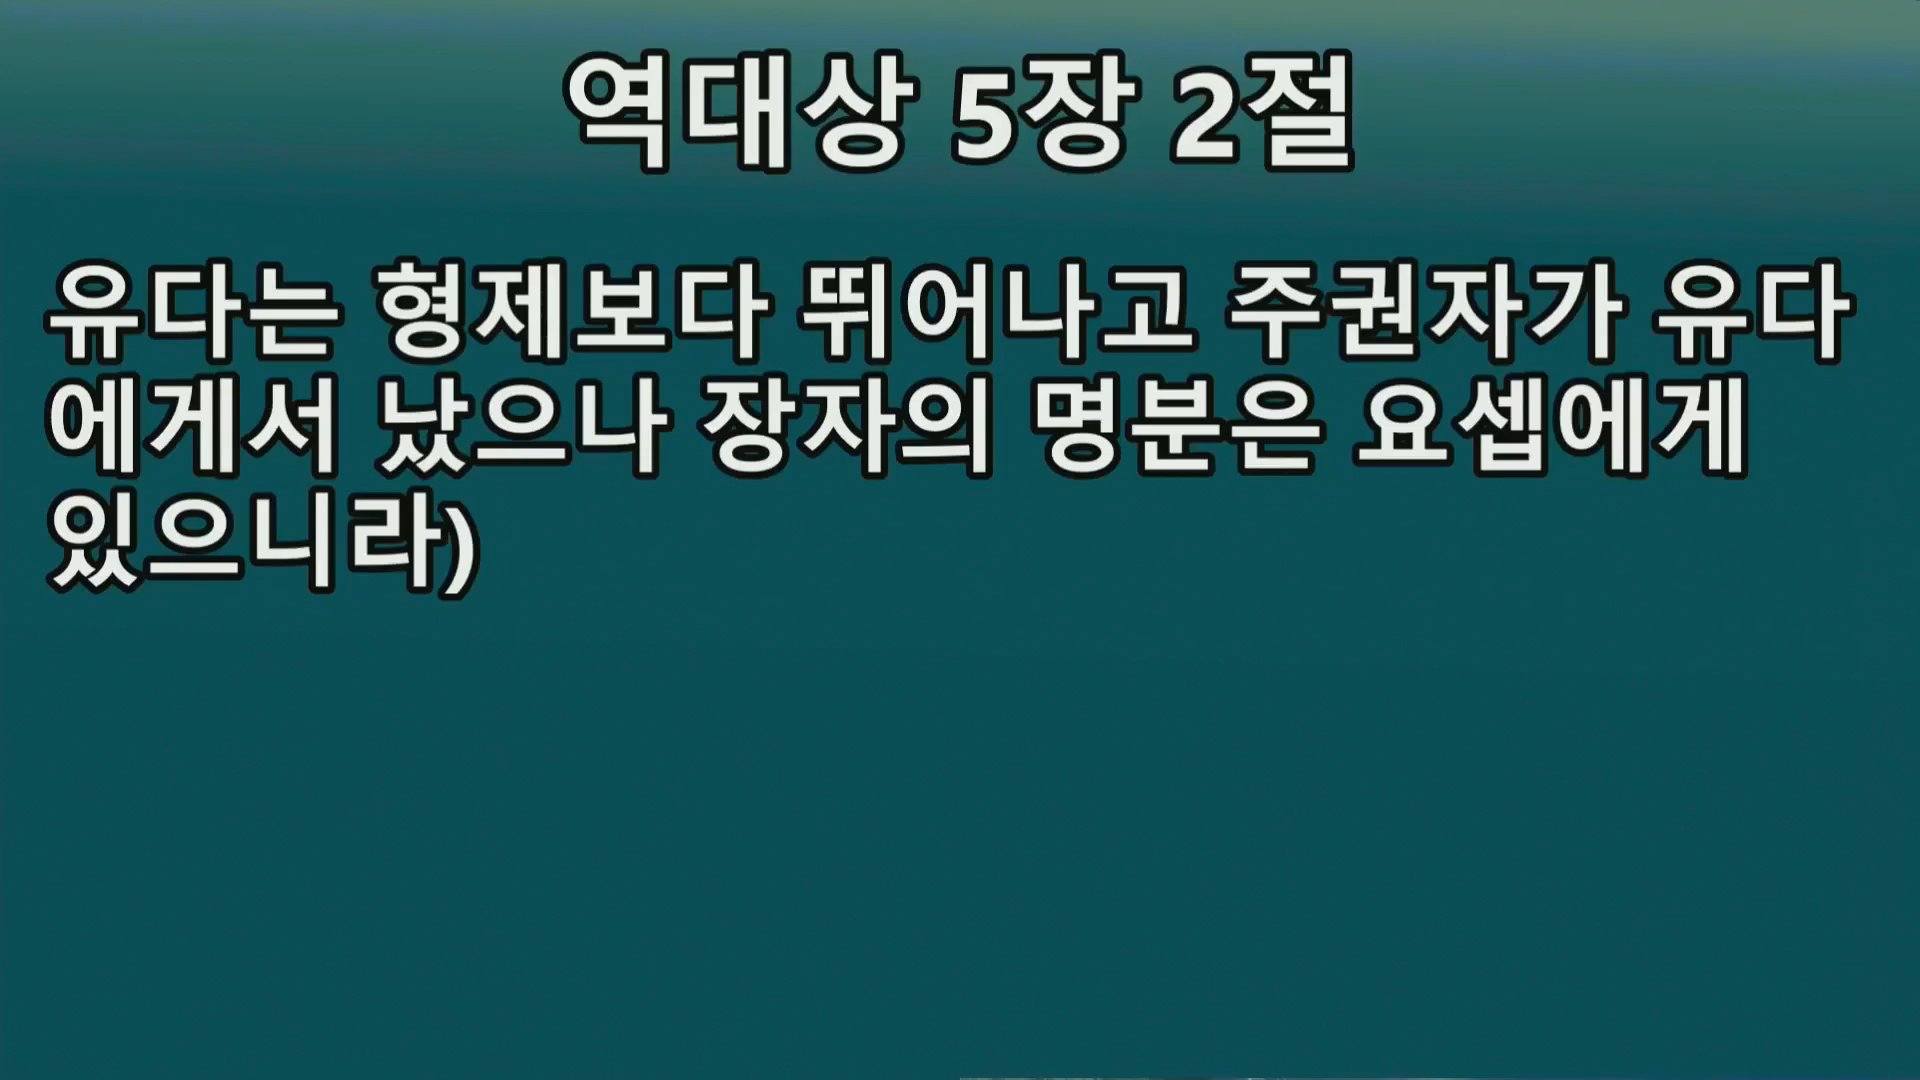 역대상 5장 2절
유다는 형제보다 뛰어나고 주권자가 유다
에게서 났으나 장자의 명분은 요셉에게
있으니라)